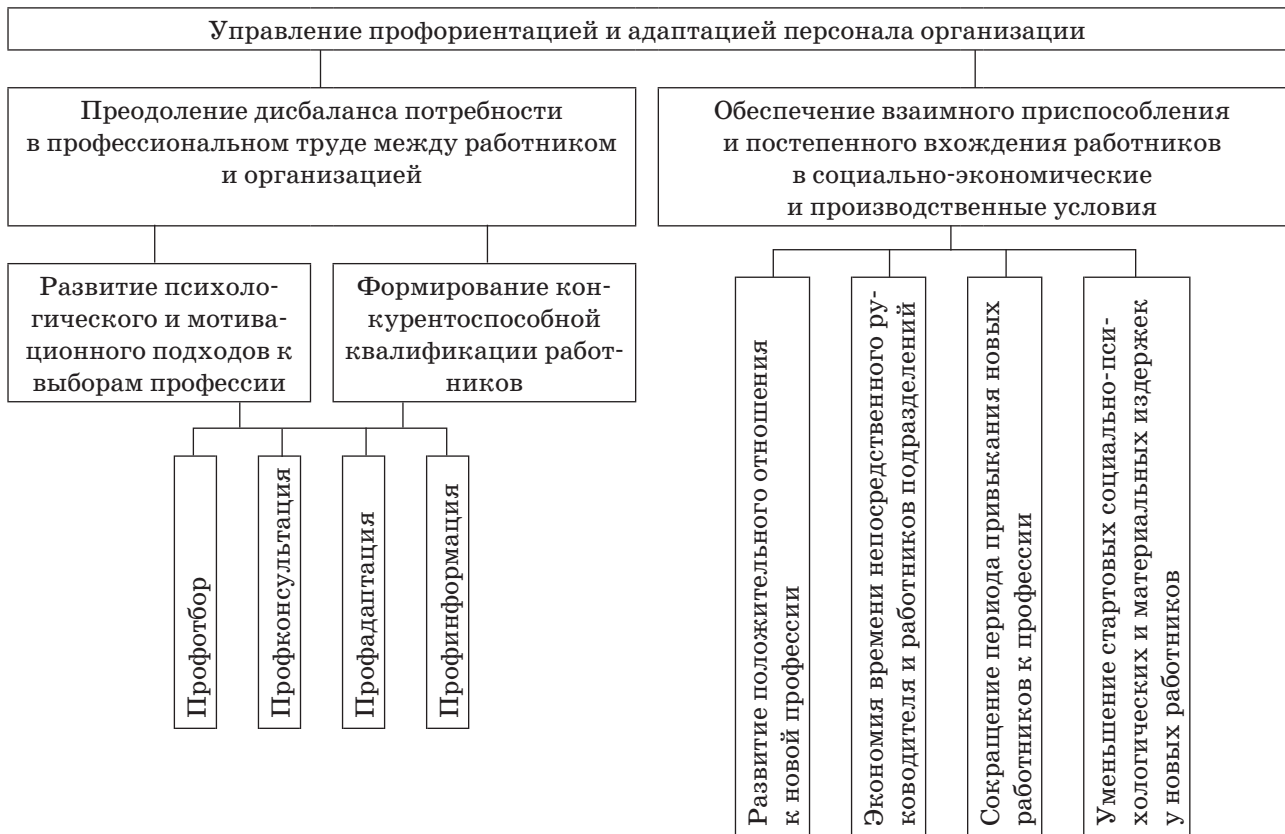 Управление профориентацией и адаптацией персонала организации
Преодоление дисбаланса потребности
в профессиональном труде между работником
и организацией
Обеспечение взаимного приспособления
и постепенного вхождения работников
в социально-экономические
и производственные условия
Развитие психоло-
гического и мотива-
ционного подходов к
выборам профессии
Формирование кон-
курентоспособной
квалификации работ-
ников
Профотбор
Профконсультация
Профадаптация
Профинформация
Развитие положительного отношения
к новой профессии
Экономия времени непосредственного ру-
ководителя и работников подразделений
Сокращение периода привыкания новых
работников к профессии
Уменьшение стартовых социально-пси-
хологических и материальных издержек
у новых работников